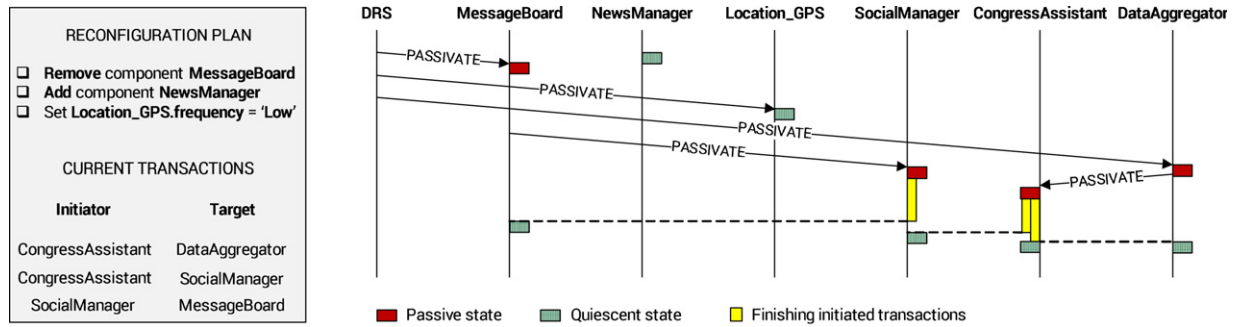 RECONFIGURATION PLAN
Remove component MessageBoard
Add component NewsManager
Set Location_GPS.frequency = ‘Low’
CURRENT TRANSACTIONS
Initiator Target
CongressAssistant DataAggregator
CongressAssistant SocialManager
SocialManager MessageBoard
DRS MessageBoard NewsManager Location_GPS SocialManager CongressAssistant DataAggregator
PASSIVATE
PASSIVATE
PASSIVATE
PASSIVATE
PASSIVATE
Passive state Quiescent state Finishing initiated transactions